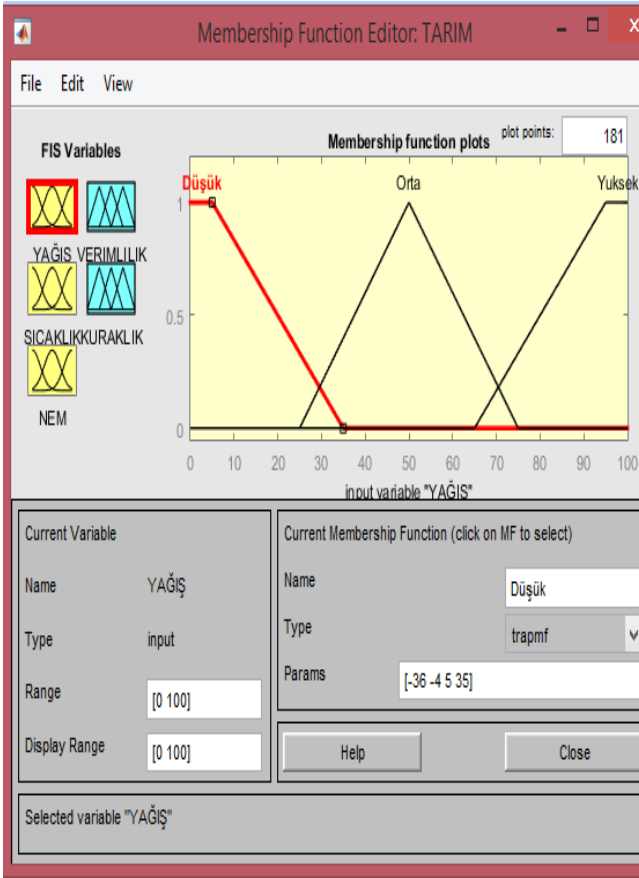 Membership Function Editor: TARIM
File Edit View
FIS Variables
YAĞIŞ VERIMLILIK
SICAKLIK KURAKLIK
NEM
Membership function plots plot points: 181
Düşük Orta Yuksek
1
0.5
0
0 10 20 30 40 50 60 70 80 90 100
input variable "YAĞIŞ"
Current Variable
Name YAĞIŞ
Type input
Range [0 100]
Display Range [0 100]
Current Membership Function (click on MF to select)
Name Düşük
Type trapmf
Params [-36 -4 5 35]
Help Close
Selected variable "YAĞIŞ"